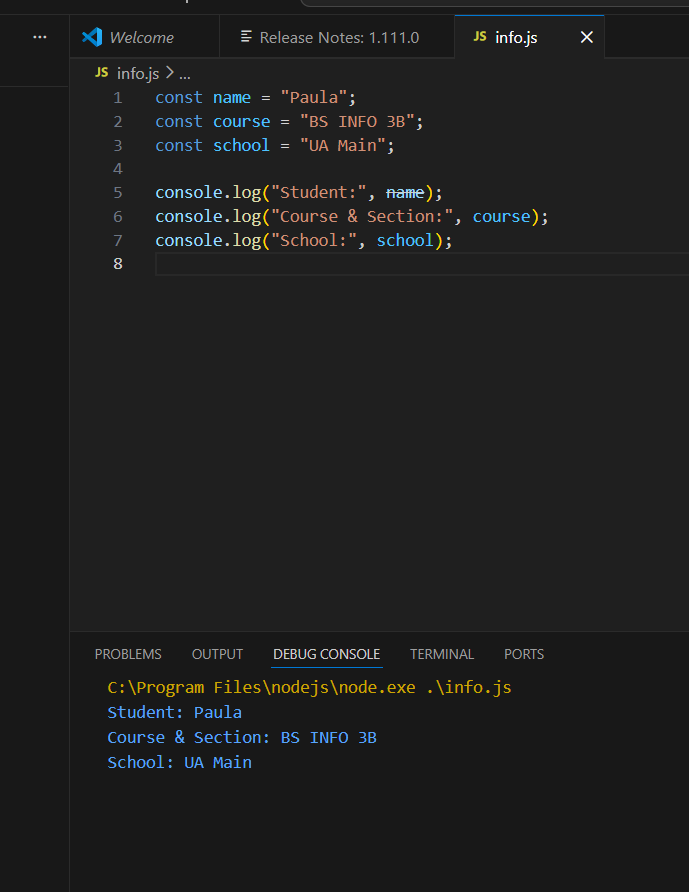 Welcome
Release Notes: 1.111.0
JS info.js
JS info.js > ...
1 const name = "Paula";
2 const course = "BS INFO 3B";
3 const school = "UA Main";
4
5 console.log("Student:", name);
6 console.log("Course & Section:", course);
7 console.log("School:", school);
8
PROBLEMS OUTPUT DEBUG CONSOLE TERMINAL PORTS
C:\Program Files\nodejs\node.exe .\info.js
Student: Paula
Course & Section: BS INFO 3B
School: UA Main